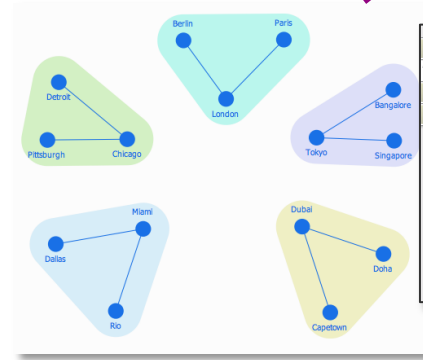 Berlin
Paris
London
Detroit
Pittsburgh
Chicago
Bangalore
Tokyo
Singapore
Miami
Dallas
Rio
Dubai
Doha
Capetown